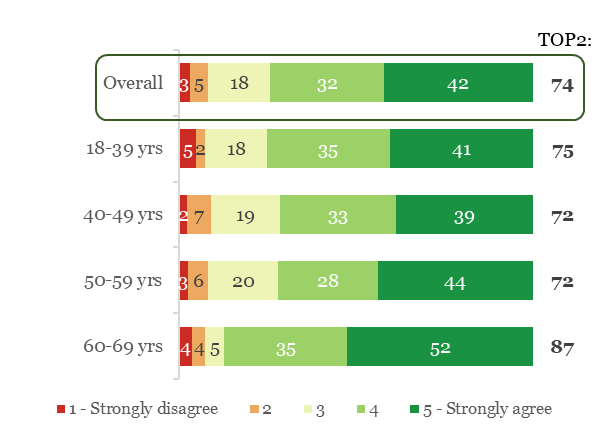 TOP2:
Overall 3 5 18 32 42 74
18-39 yrs 5 2 18 35 41 75
40-49 yrs 2 7 19 33 39 72
50-59 yrs 3 6 20 28 44 72
60-69 yrs 4 4 5 35 52 87
1 - Strongly disagree 2 3 4 5 - Strongly agree